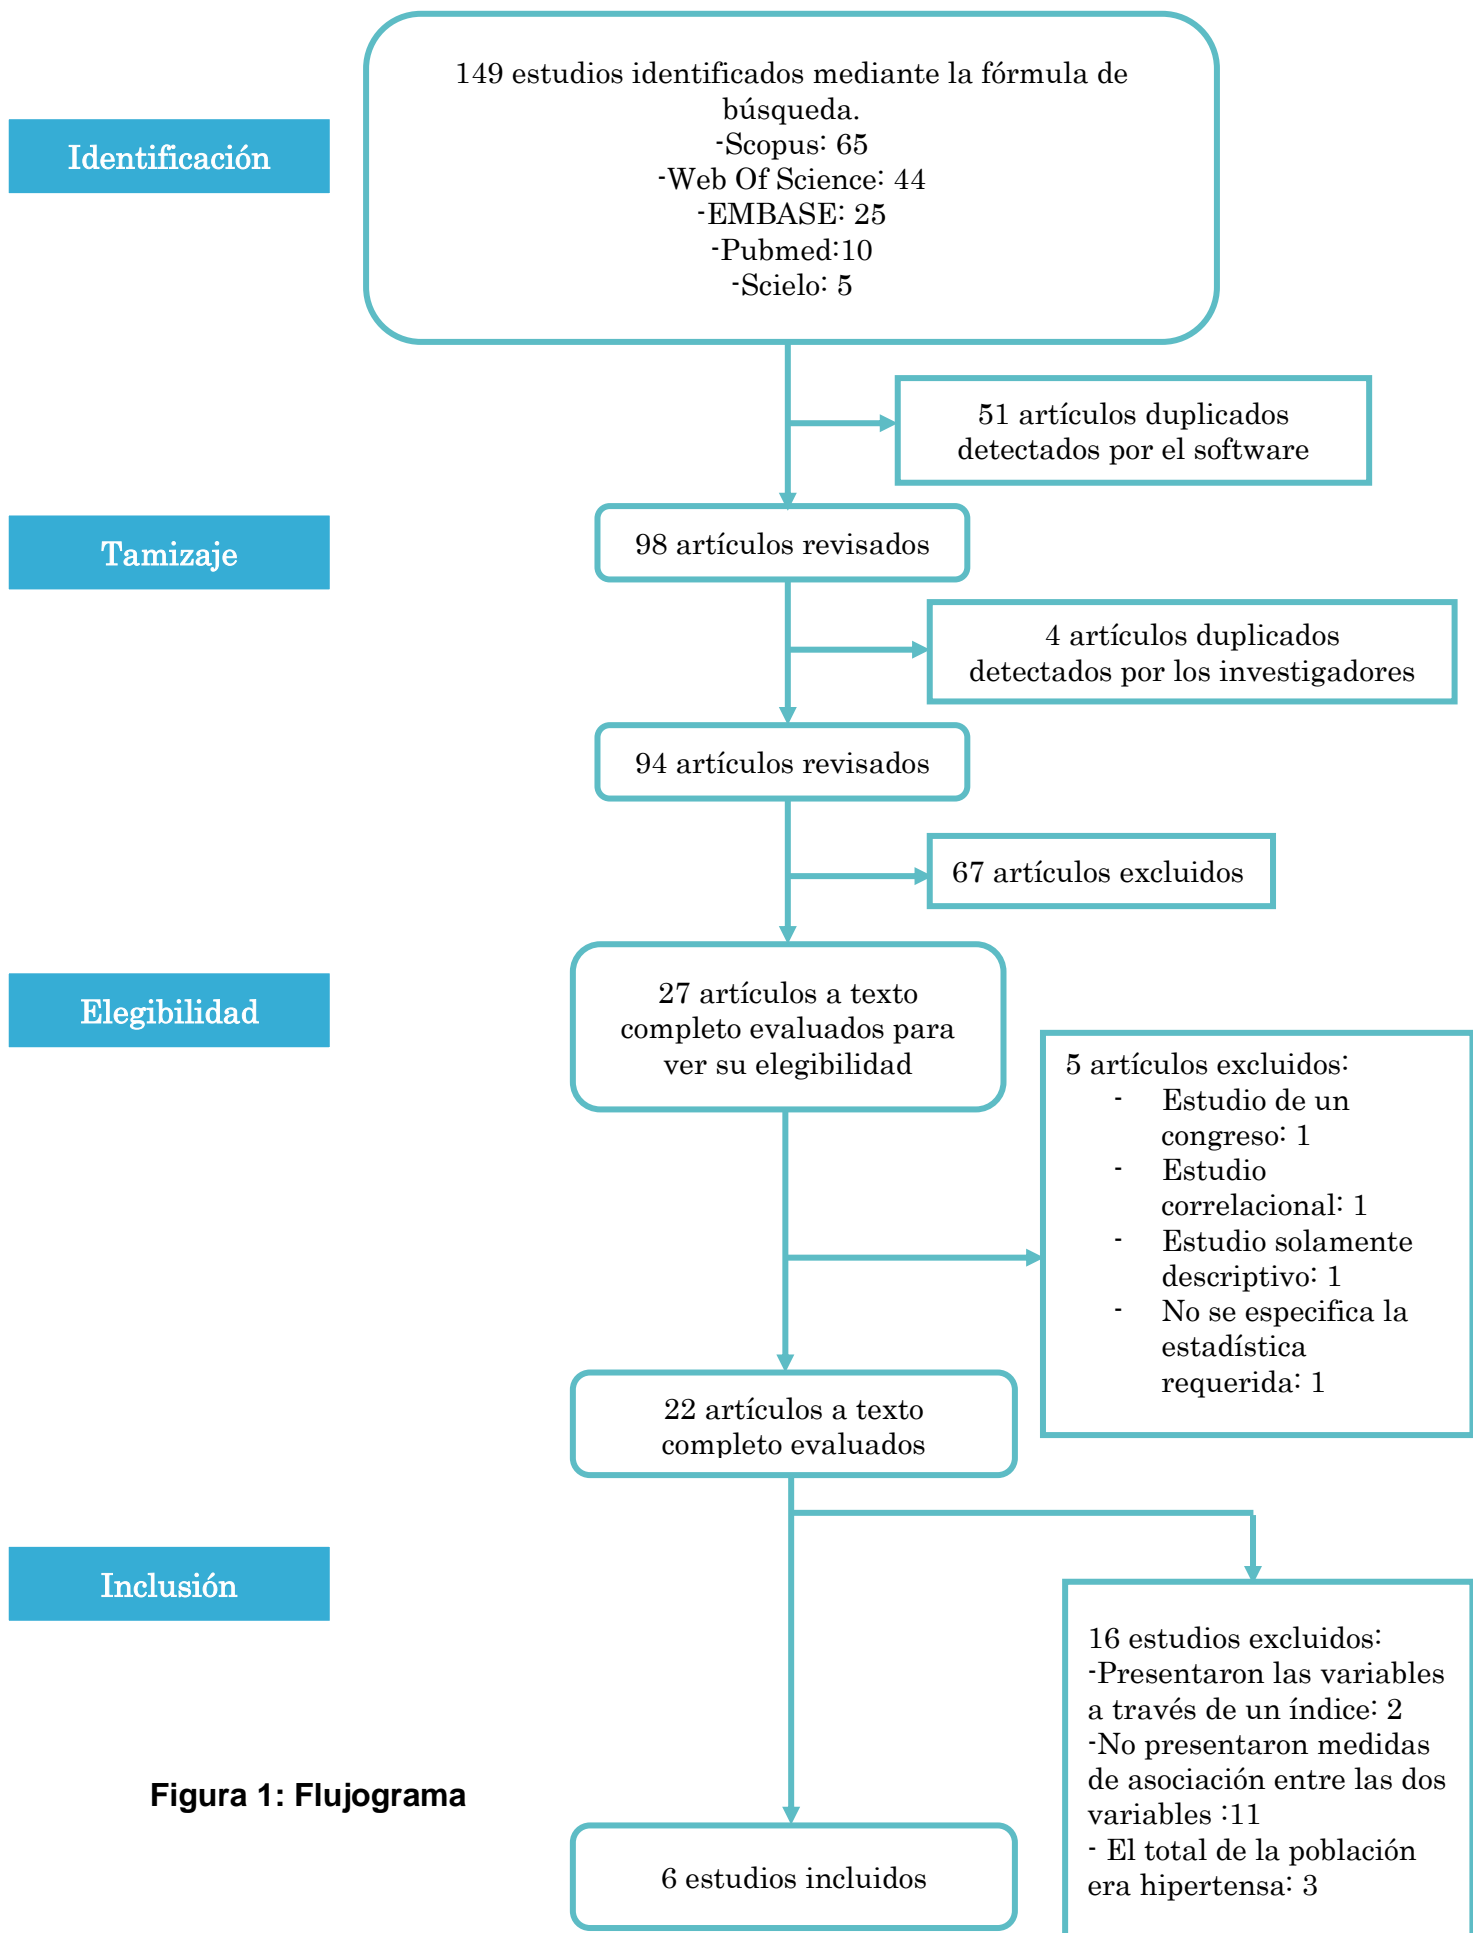 149 estudios identificados mediante la fórmula de
búsqueda.
-Scopus: 65
-Web Of Science: 44
-EMBASE: 25
-Pubmed:10
-Scielo: 5
Identificación
51 artículos duplicados
detectados por el software
Tamizaje
98 artículos revisados
4 artículos duplicados
detectados por los investigadores
94 artículos revisados
67 artículos excluidos
Elegibilidad
27 artículos a texto
completo evaluados para
ver su elegibilidad
5 artículos excluidos:
- Estudio de un
congreso: 1
- Estudio
correlacional: 1
- Estudio solamente
descriptivo: 1
- No se especifica la
estadística
requerida: 1
22 artículos a texto
completo evaluados
Inclusión
16 estudios excluidos:
-Presentaron las variables
a través de un índice: 2
-No presentaron medidas
de asociación entre las dos
variables :11
- El total de la población
era hipertensa: 3
Figura 1: Flujograma
6 estudios incluidos